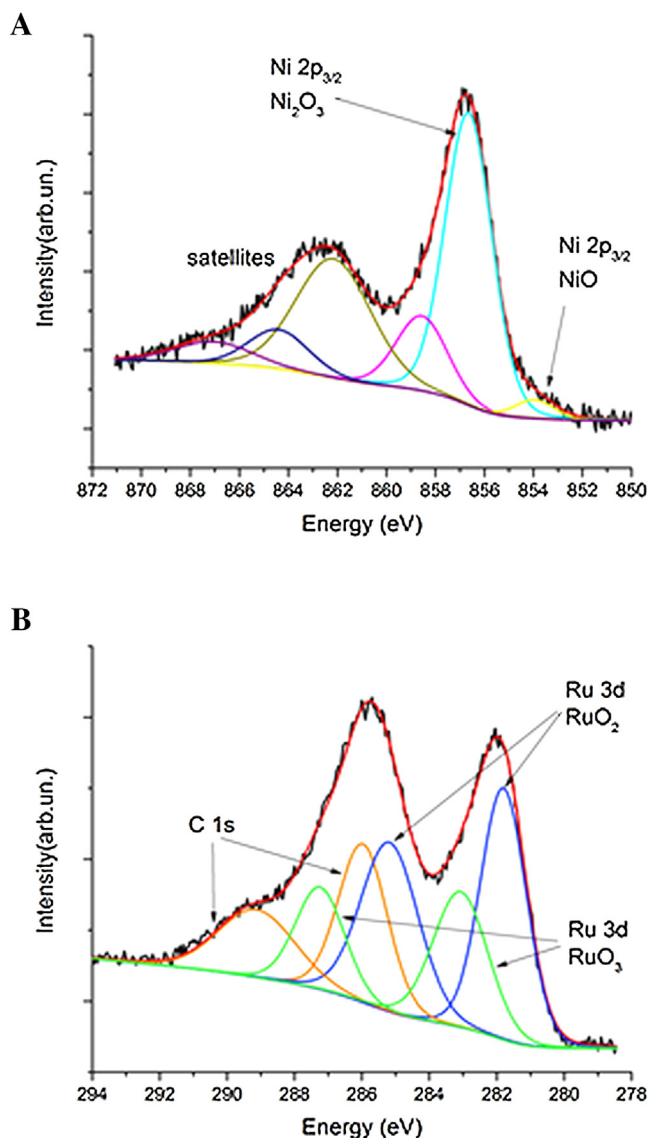 A
Ni 2p3/2
Ni2O3
satellites
Ni 2p3/2
NiO
Intensity(arb.un.)
872 870 868 866 864 862 860 858 856 854 852 850
Energy (eV)
B
Ru 3d
RuO2
C 1s
Ru 3d
RuO3
Intensity(arb.un.)
294 292 290 288 286 284 282 280 278
Energy (eV)